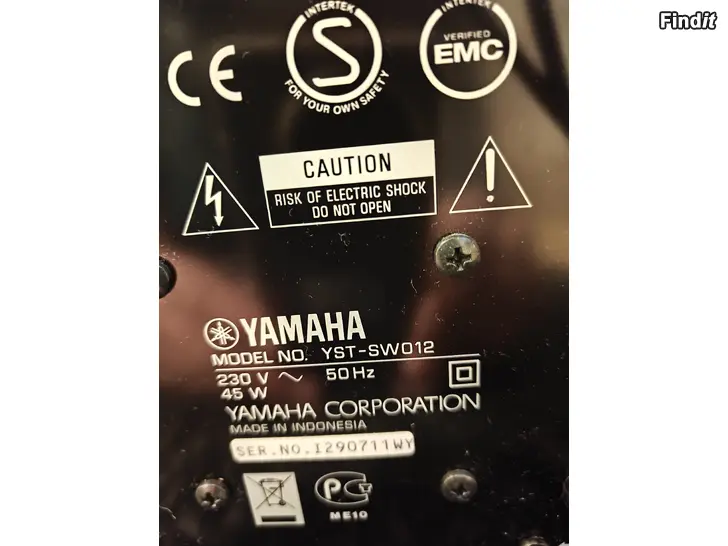 Findit
INTERTEK
S
FOR YOUR OWN SAFETY
INTERTEK
VERIFIED
EMC
CE
CAUTION
RISK OF ELECTRIC SHOCK
DO NOT OPEN
YAMAHA
MODEL NO. YST-SW012
230 V ~ 50 Hz
45 W
YAMAHA CORPORATION
MADE IN INDONESIA
SER.NO.I290711WY
PG
ME10